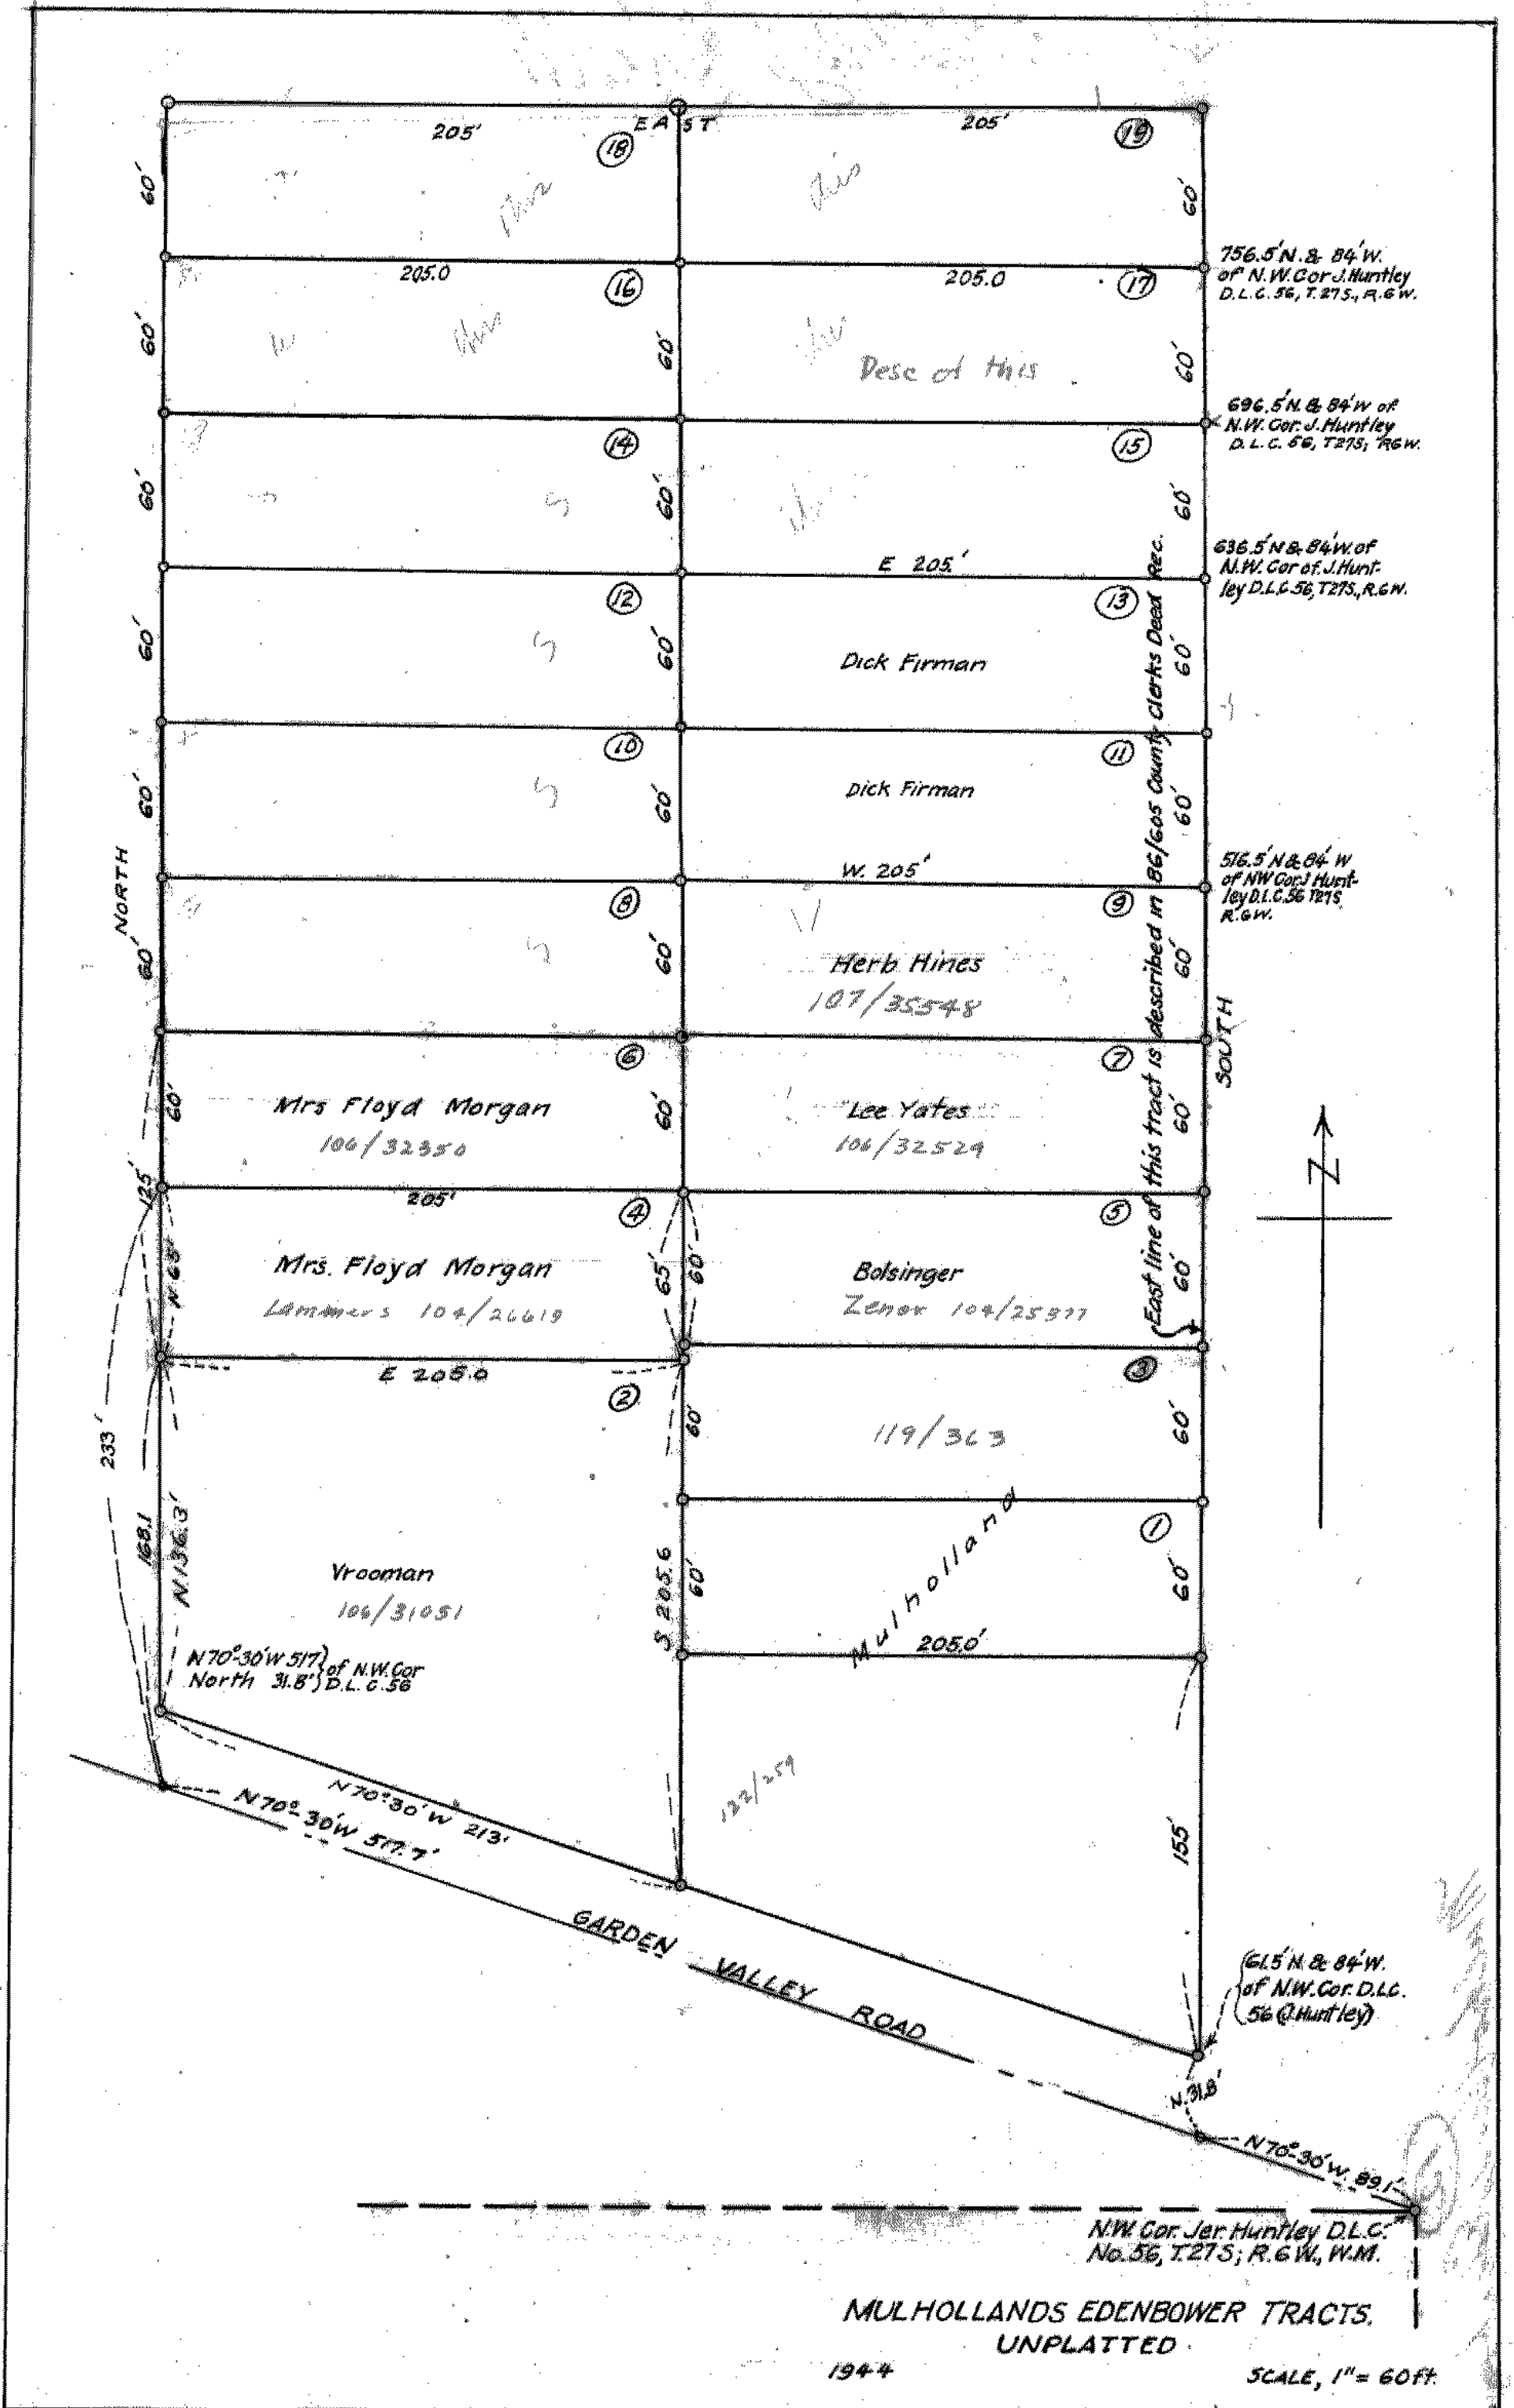 205'
EAST
205'
18
19
60'
60'
this
this
756.5'N. & 84'W.
of N.W. Cor J. Huntley
D.L.C. 56, T. 27S., R. 6 W.
205.0
205.0
16
17
60'
60'
60'
this
Desc of this
696.5'N. & 84'W of
N.W. Cor. J. Huntley
D.L.C. 56, T27S; R6W.
14
15
60'
60'
60'
E 205.'
636.5'N & 84'W. of
N.W. Cor of. J. Hunt-
ley D.L.C 56, T27S., R.6W.
12
13
60'
60'
60'
Dick Firman
10
11
60'
60'
60'
Dick Firman
W. 205'
516.5'N & 84' W
of NW Cor J Hunt-
ley D.L.C. 56 T27S
R. 6W.
8
9
NORTH
60'
60'
60'
Herb Hines
107/35548
6
7
SOUTH
60'
60'
60'
Mrs Floyd Morgan
106/32350
Lee Yates
106/32529
East line of this tract is described in 86/605 County Clerks Deed Rec.
N
205'
4
5
125'
N 65'
65'
60'
60'
Mrs. Floyd Morgan
Lammers 104/26619
Bolsinger
Zenor 104/25377
E 205.0
2
3
233'
60'
60'
119/363
1
168.1
N. 136.3'
S 205.6
60'
60'
Mulholland
Vrooman
106/31051
205.0'
N 70°-30'W 517' } of N.W. Cor
North 31.8' } D.L.C. 56
122/259
155'
N 70°30'W 213'
N 70°-30'W 517.7'
GARDEN VALLEY ROAD
61.5'N. & 84'W.
of N.W. Cor. D.L.C.
56 (J. Huntley)
N. 31.8'
N 70°-30'W. 89.1'
N.W. Cor. Jer. Huntley D.L.C.
No. 56, T.27S; R.6W., W.M.
MULHOLLANDS EDENBOWER TRACTS.
UNPLATTED
1944
SCALE, 1"= 60ft.